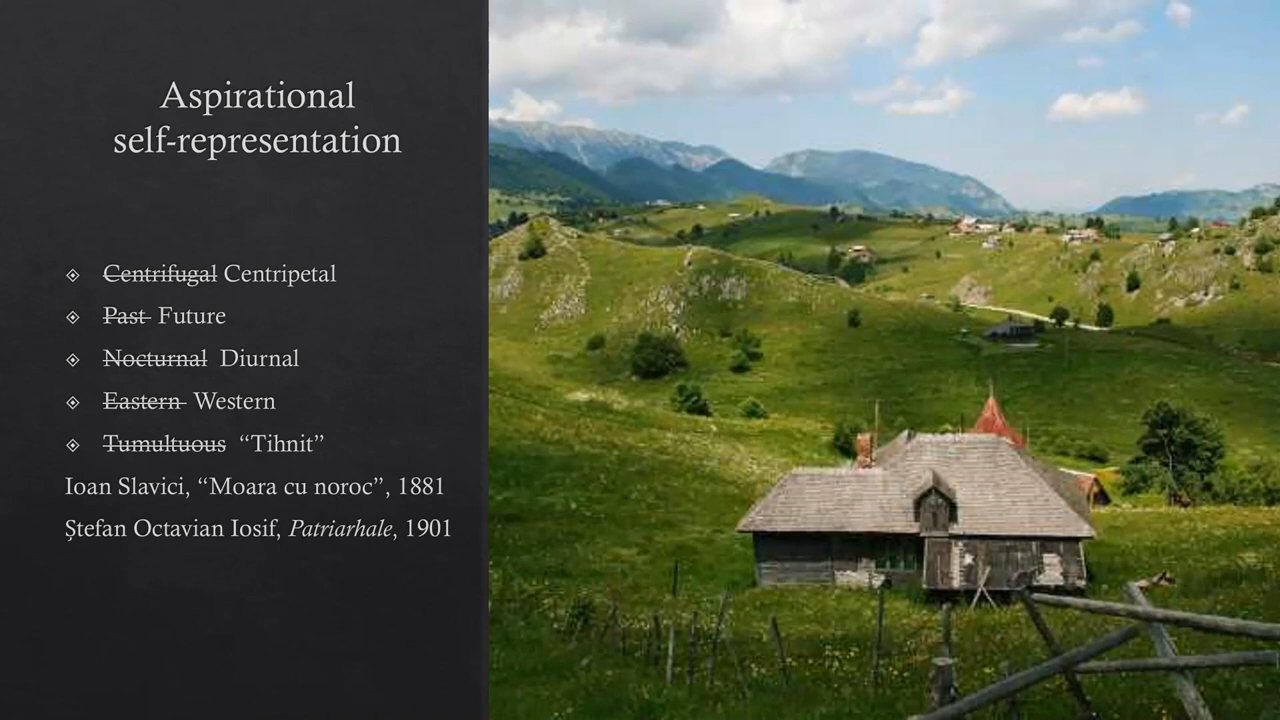 Aspirational
self-representation
Centrifugal Centripetal
Past Future
Nocturnal Diurnal
Eastern Western
Tumultuous “Tihnit”
Ioan Slavici, “Moara cu noroc”, 1881
Ștefan Octavian Iosif, Patriarhale, 1901